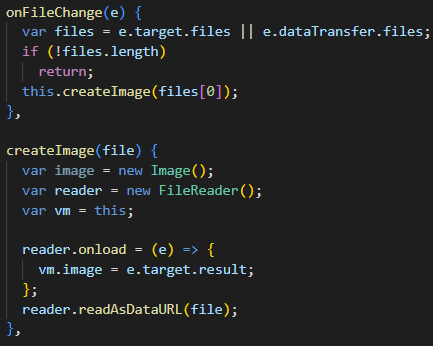 onFileChange(e) {
  var files = e.target.files || e.dataTransfer.files;
  if (!files.length)
    return;
  this.createImage(files[0]);
},

createImage(file) {
  var image = new Image();
  var reader = new FileReader();
  var vm = this;

  reader.onload = (e) => {
    vm.image = e.target.result;
  };
  reader.readAsDataURL(file);
},